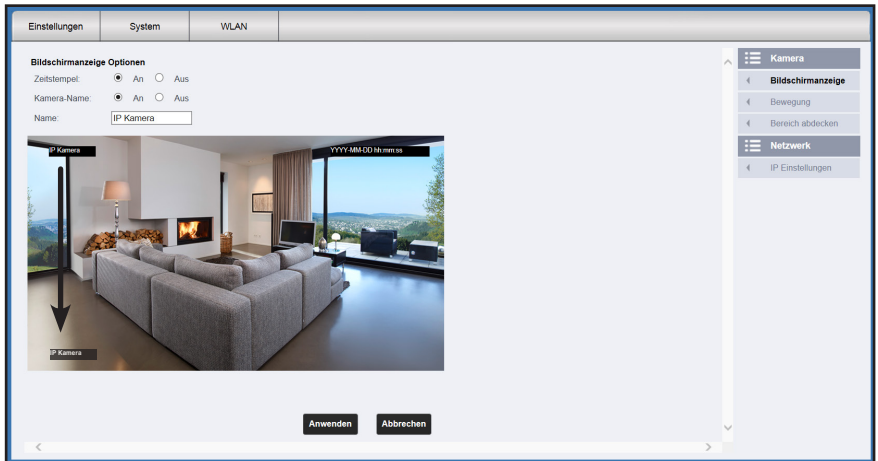 Einstellungen System WLAN
Bildschirmanzeige Optionen
Zeitstempel: An Aus
Kamera-Name: An Aus
Name: IP Kamera
IP Kamera YYYY-MM-DD hh:mm:ss
IP Kamera
Anwenden Abbrechen
Kamera
Bildschirmanzeige
Bewegung
Bereich abdecken
Netzwerk
IP Einstellungen